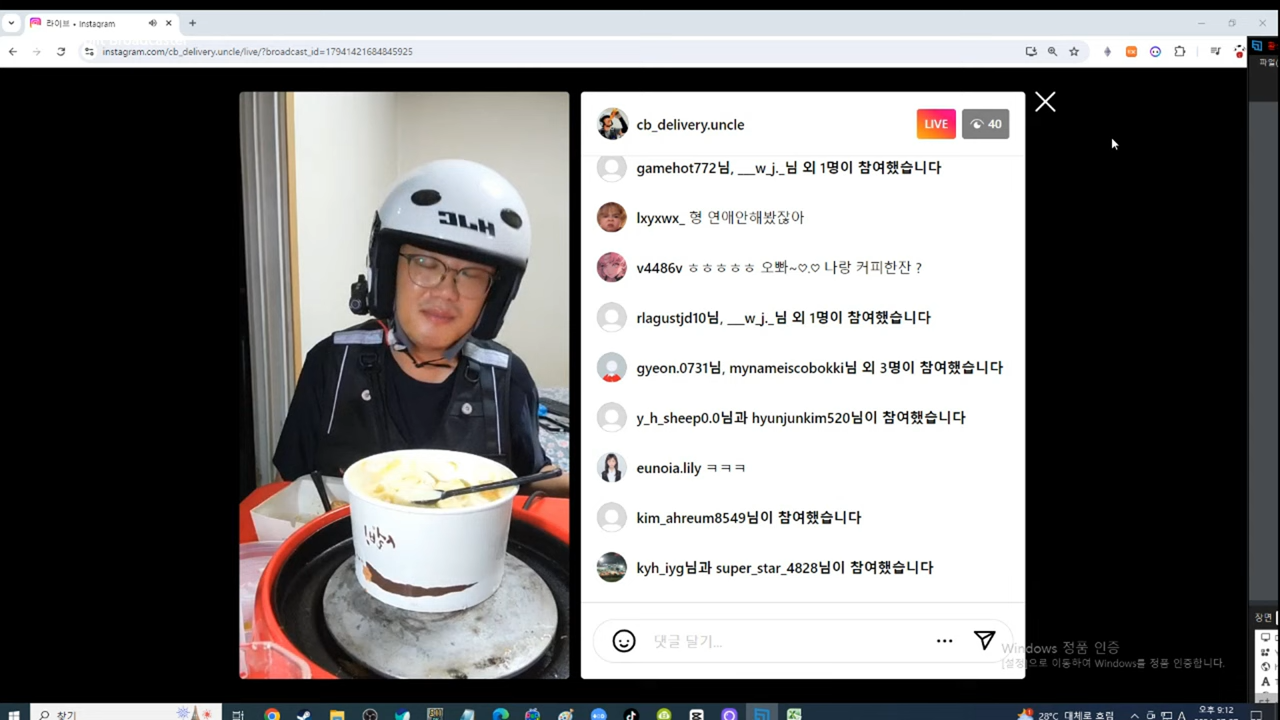 라이브 • Instagram
instagram.com/cb_delivery.uncle/live/?broadcast_id=17941421684845925
파일(
cb_delivery.uncle
LIVE
40
gamehot772님, ___w_j._님 외 1명이 참여했습니다
lxyxwx_ 형 연애안해봤잖아
v4486v ㅎㅎㅎㅎㅎ 오빠~♡.♡ 나랑 커피한잔 ?
rlagustjd10님, ___w_j._님 외 1명이 참여했습니다
gyeon.0731님, mynameiscobokki님 외 3명이 참여했습니다
y_h_sheep0.0님과 hyunjunkim520님이 참여했습니다
eunoia.lily ㅋㅋㅋ
kim_ahreum8549님이 참여했습니다
kyh_iyg님과 super_star_4828님이 참여했습니다
댓글 달기...
Windows 정품 인증
[설정]으로 이동하여 Windows를 정품 인증합니다.
장면
찾기
28°C 대체로 흐림
A
오후 9:12